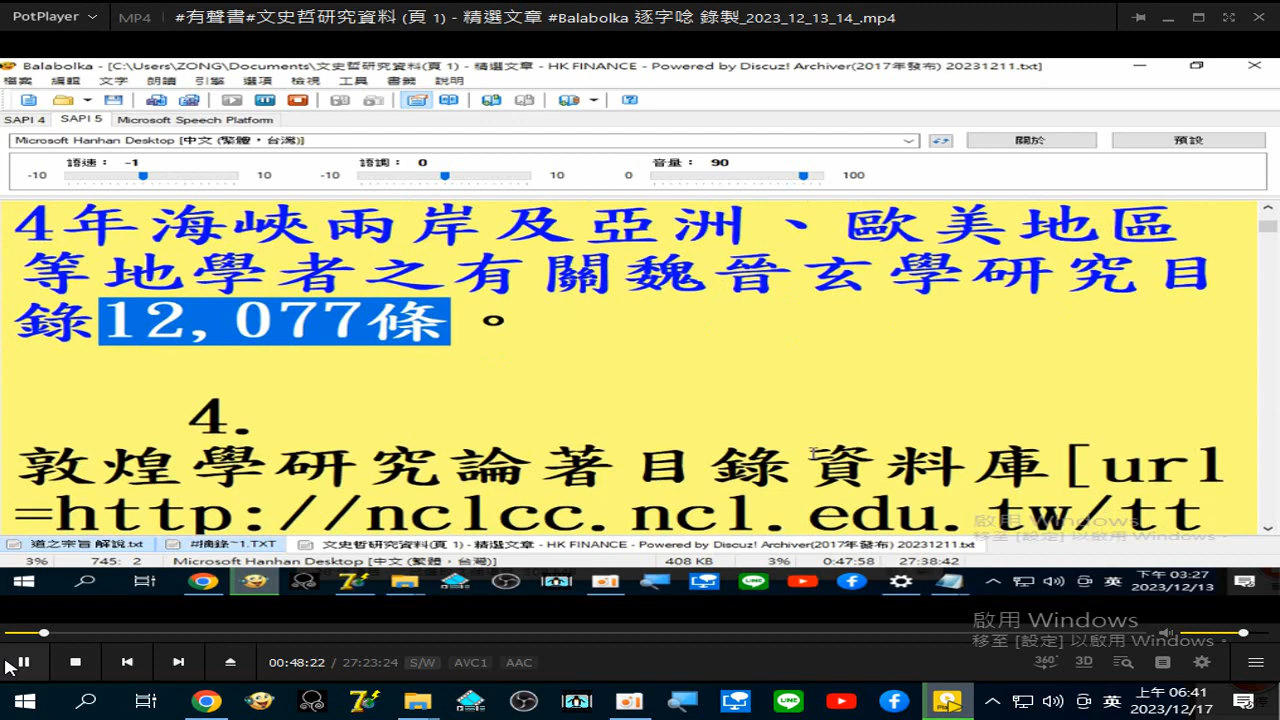 PotPlayer MP4 #有聲書#文史哲研究資料 (頁 1) - 精選文章 #Balabolka 逐字唸 錄製_2023_12_13_14_.mp4
Balabolka - [C:\Users\ZONG\Documents\文史哲研究資料(頁 1) - 精選文章 - HK FINANCE - Powered by Discuz! Archiver(2017年發布) 20231211.txt]
檔案 編輯 文字 朗讀 引擎 選項 檢視 工具 書籤 說明
SAPI 4 SAPI 5 Microsoft Speech Platform
Microsoft Hanhan Desktop [中文 (繁體，台灣)] 關於 預設
語速： -1 語調： 0 音量： 90
-10 10 -10 10 0 100
4年海峽兩岸及亞洲、歐美地區
等地學者之有關魏晉玄學研究目
錄12,077條。
4.
敦煌學研究論著目錄資料庫[url
=http://nclcc.ncl.edu.tw/tt
啟用 Windows
移至 [設定] 以啟用 Windows。
道之宗旨 解說.txt #摘錄~1.TXT 文史哲研究資料(頁 1) - 精選文章 - HK FINANCE - Powered by Discuz! Archiver(2017年發布) 20231211.txt
3% 745: 2 Microsoft Hanhan Desktop [中文 (繁體，台灣)] 408 KB 3% 0:47:58 27:38:42
英 下午 03:27
2023/12/13
啟用 Windows
移至 [設定] 以啟用 Windows。
00:48:22 / 27:23:24 S/W AVC1 AAC 360° 3D
英 上午 06:41
2023/12/17